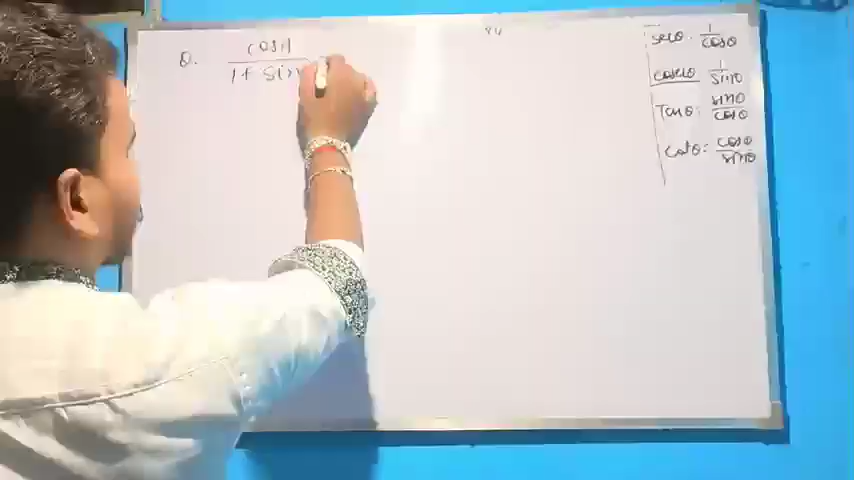 Q. cosA / 1+ sin
secθ: 1/cosθ
cosecθ 1/sinθ
Tanθ: sinθ/cosθ
cotθ: cosθ/sinθ